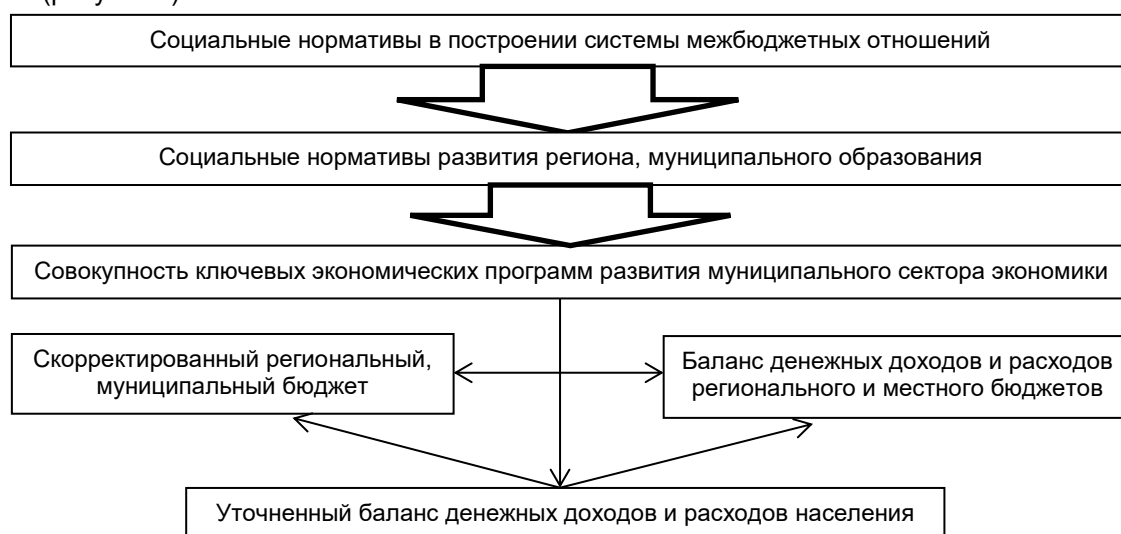 Социальные нормативы в построении системы межбюджетных отношений
Социальные нормативы развития региона, муниципального образования
Совокупность ключевых экономических программ развития муниципального сектора экономики
Скорректированный региональный,
муниципальный бюджет
Баланс денежных доходов и расходов
регионального и местного бюджетов
Уточненный баланс денежных доходов и расходов населения